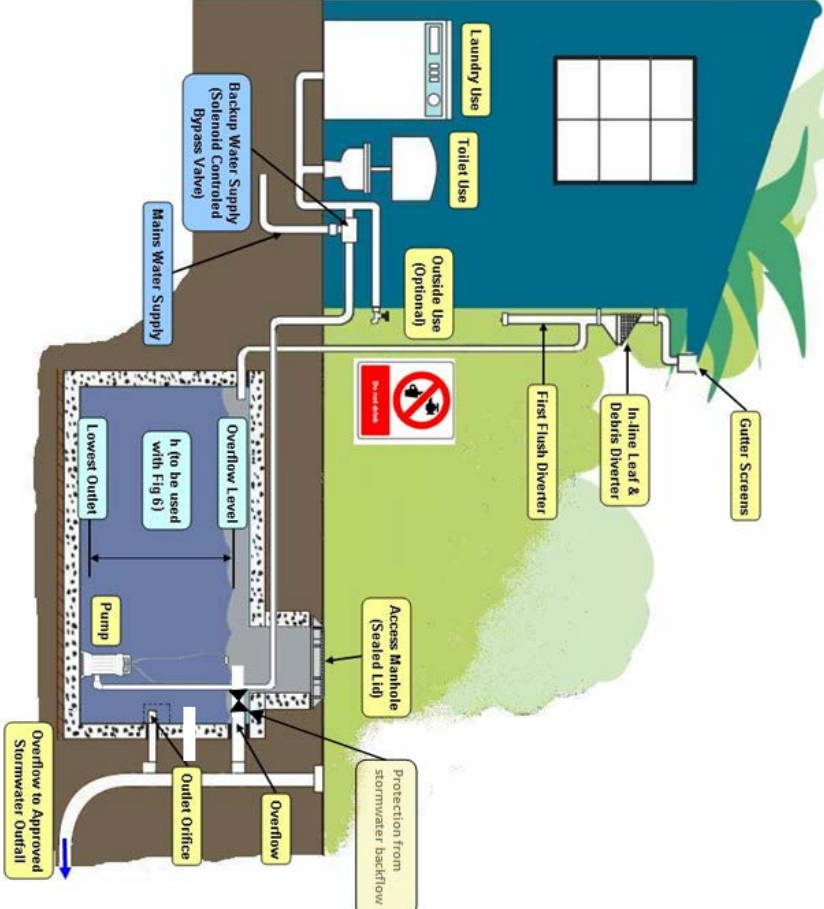 Gutter Screens
In-line Leaf &
Debris Diverter
First Flush Diverter
Laundry Use
Toilet Use
Outside Use
(Optional)
Do not drink
Access Manhole
(Sealed Lid)
Protection from
stormwater backflow
Backup Water Supply
(Solenoid Controled
Bypass Valve)
Mains Water Supply
Overflow Level
h (to be used
with Fig 6)
Lowest Outlet
Pump
Overflow
Outlet Orifice
Overflow to Approved
Stormwater Outfall